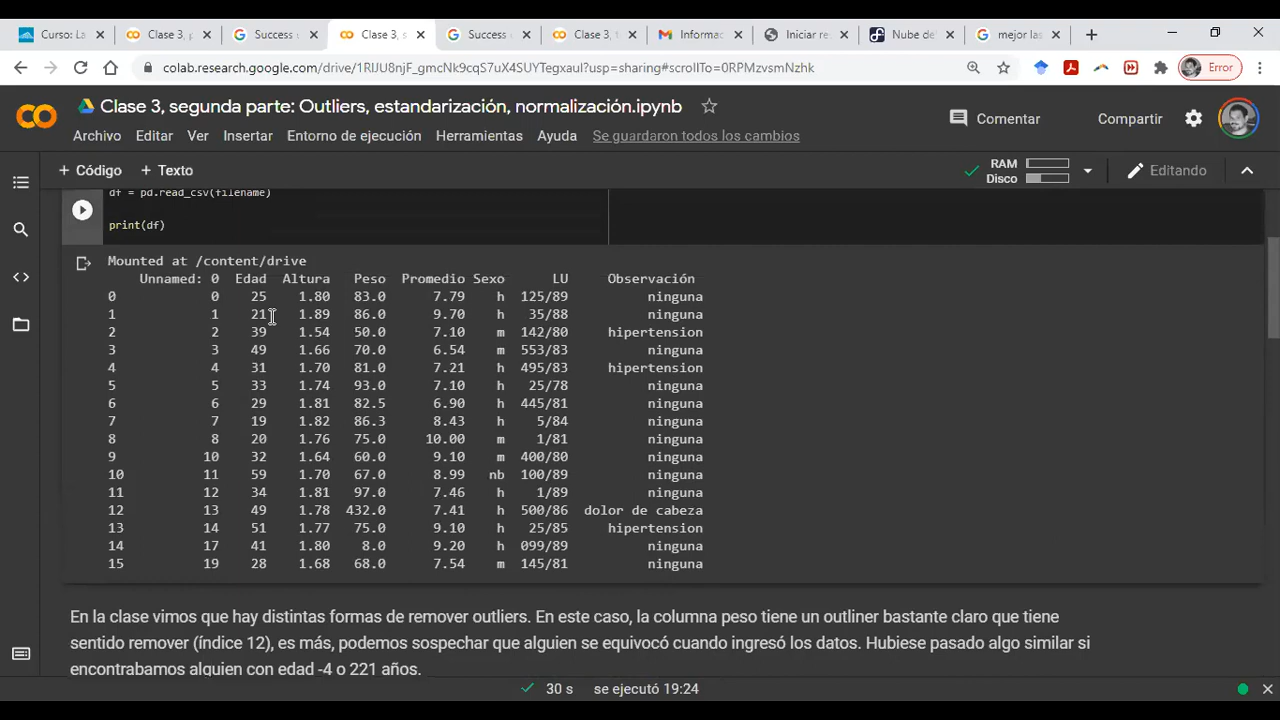 Curso: La
Clase 3, p
Success u
Clase 3, s
Success
Clase 3, t
Informac
Iniciar re
Nube de
mejor las
colab.research.google.com/drive/1RIJU8njF_gmcNk9cqS7uX4SIYTegxaul?usp=sharing#scrollTo=0RPMzvsmNzhk
Error
Clase 3, segunda parte: Outliers, estandarización, normalización.ipynb
Archivo Editar Ver Insertar Entorno de ejecución Herramientas Ayuda Se guardaron todos los cambios
Comentar Compartir
+ Código + Texto
RAM
Disco
Editando
df = pd.read_csv(filename)
print(df)
Mounted at /content/drive
Unnamed: 0 Edad Altura Peso Promedio Sexo LU Observación
0 0 25 1.80 83.0 7.79 h 125/89 ninguna
1 1 21 1.89 86.0 9.70 h 35/88 ninguna
2 2 39 1.54 50.0 7.10 m 142/80 hipertension
3 3 49 1.66 70.0 6.54 m 553/83 ninguna
4 4 31 1.70 81.0 7.21 h 495/83 hipertension
5 5 33 1.74 93.0 7.10 h 25/78 ninguna
6 6 29 1.81 82.5 6.90 h 445/81 ninguna
7 7 19 1.82 86.3 8.43 h 5/84 ninguna
8 8 20 1.76 75.0 10.00 m 1/81 ninguna
9 10 32 1.64 60.0 9.10 m 400/80 ninguna
10 11 59 1.70 67.0 8.99 nb 100/89 ninguna
11 12 34 1.81 97.0 7.46 h 1/89 ninguna
12 13 49 1.78 432.0 7.41 h 500/86 dolor de cabeza
13 14 51 1.77 75.0 9.10 h 25/85 hipertension
14 17 41 1.80 8.0 9.20 h 099/89 ninguna
15 19 28 1.68 68.0 7.54 m 145/81 ninguna
En la clase vimos que hay distintas formas de remover outliers. En este caso, la columna peso tiene un outliner bastante claro que tiene
sentido remover (índice 12), es más, podemos sospechar que alguien se equivocó cuando ingresó los datos. Hubiese pasado algo similar si
encontrabamos alguien con edad -4 o 221 años.
30 s se ejecutó 19:24